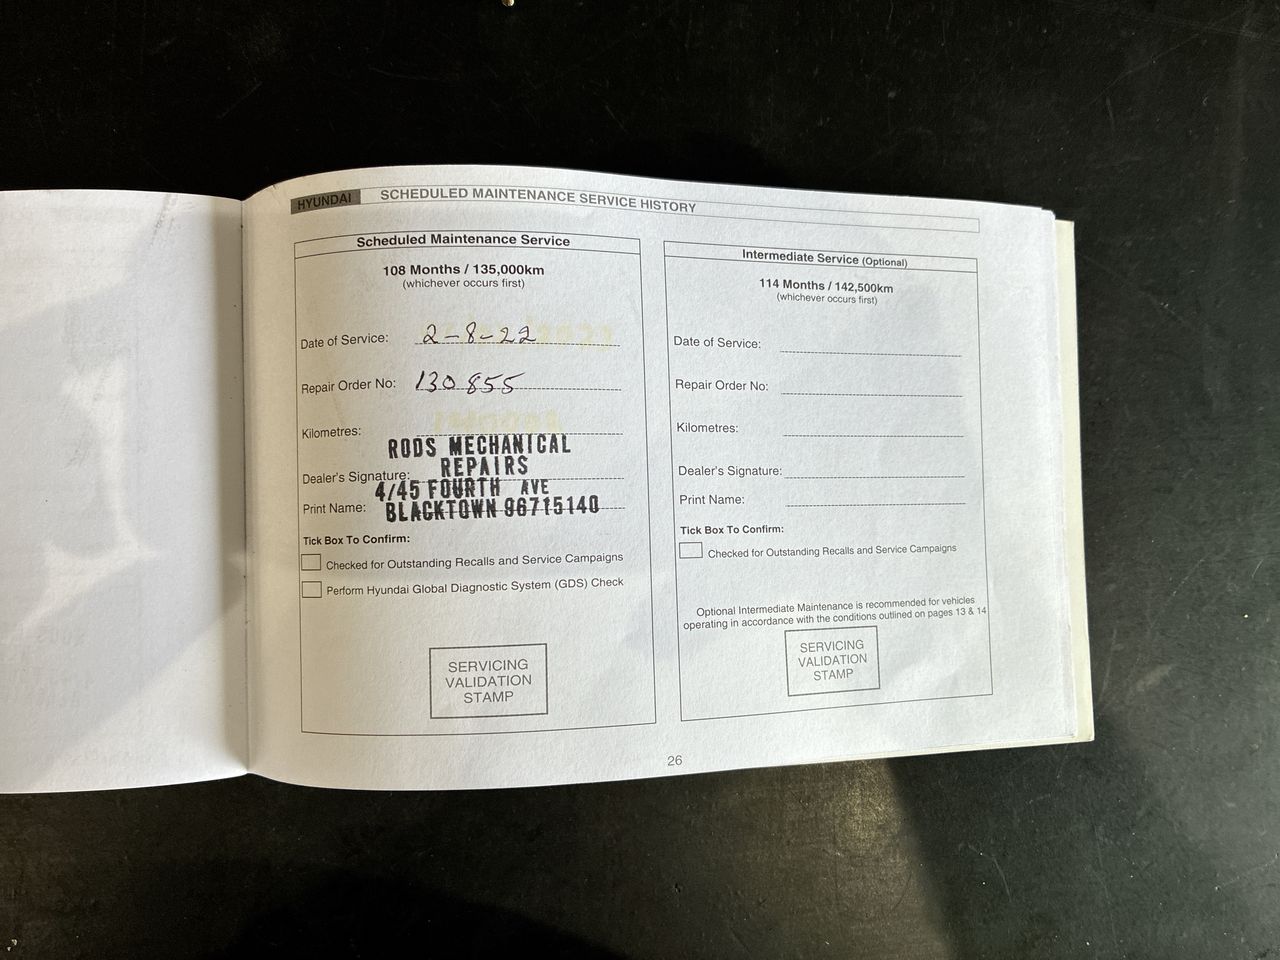 HYUNDAI SCHEDULED MAINTENANCE SERVICE HISTORY
Scheduled Maintenance Service
108 Months / 135,000km
(whichever occurs first)
Date of Service: 2-8-22
Repair Order No: 130 855
Kilometres:
RODS MECHANICAL
Dealer's Signature: REPAIRS
4/45 FOURTH AVE
Print Name: BLACKTOWN 96715140
Tick Box To Confirm:
Checked for Outstanding Recalls and Service Campaigns
Perform Hyundai Global Diagnostic System (GDS) Check
SERVICING
VALIDATION
STAMP
Intermediate Service (Optional)
114 Months / 142,500km
(whichever occurs first)
Date of Service:
Repair Order No:
Kilometres:
Dealer's Signature:
Print Name:
Tick Box To Confirm:
Checked for Outstanding Recalls and Service Campaigns
Optional Intermediate Maintenance is recommended for vehicles
operating in accordance with the conditions outlined on pages 13 & 14
SERVICING
VALIDATION
STAMP
26